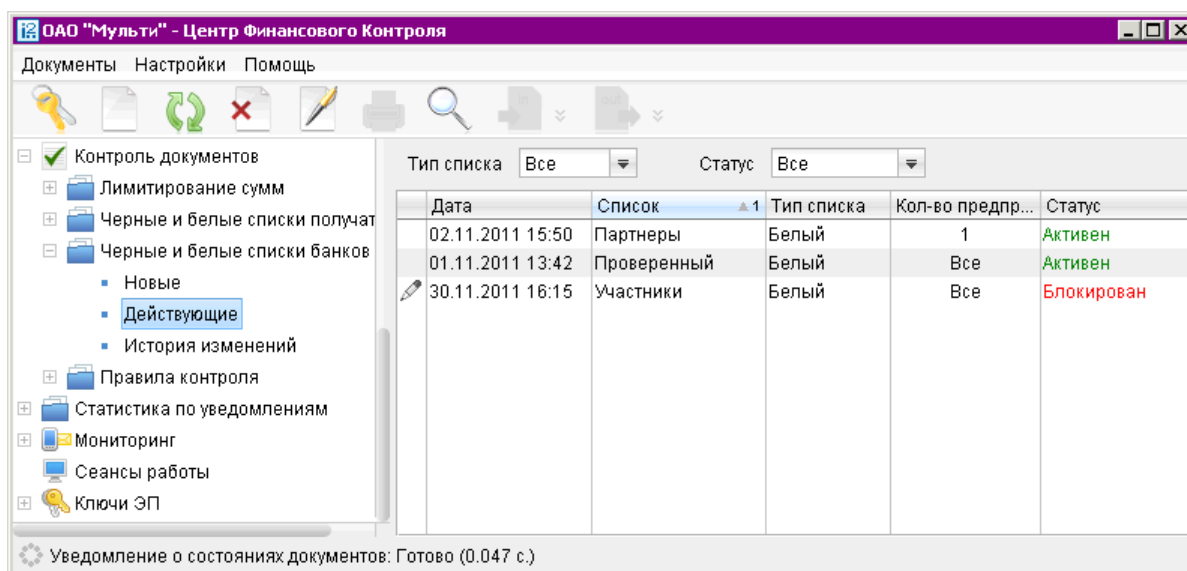 ОАО "Мульти" - Центр Финансового Контроля
Документы Настройки Помощь
in out
Контроль документов
Лимитирование сумм
Черные и белые списки получат
Черные и белые списки банков
Новые
Действующие
История изменений
Правила контроля
Статистика по уведомлениям
Мониторинг
Сеансы работы
Ключи ЭП
Тип списка Все Статус Все
Дата Список 1 Тип списка Кол-во предпр... Статус
02.11.2011 15:50 Партнеры Белый 1 Активен
01.11.2011 13:42 Проверенный Белый Все Активен
30.11.2011 16:15 Участники Белый Все Блокирован
Уведомление о состояниях документов: Готово (0.047 с.)